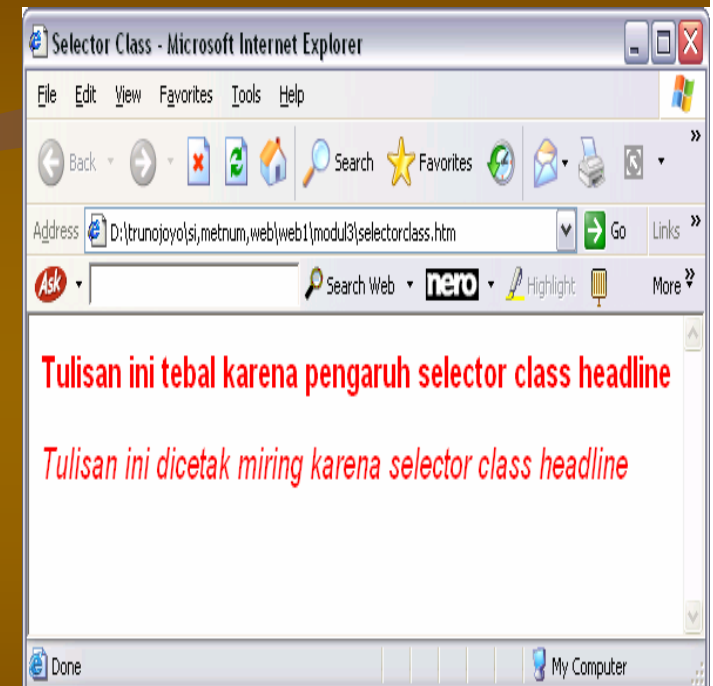 Selector Class - Microsoft Internet Explorer
File Edit View Favorites Tools Help
Back Search Favorites »
Address D:\trunojoyo\si,metnum,web\web1\modul3\selectorclass.htm Go Links »
Ask Search Web nero Highlight More »
Tulisan ini tebal karena pengaruh selector class headline
Tulisan ini dicetak miring karena selector class headline
Done My Computer